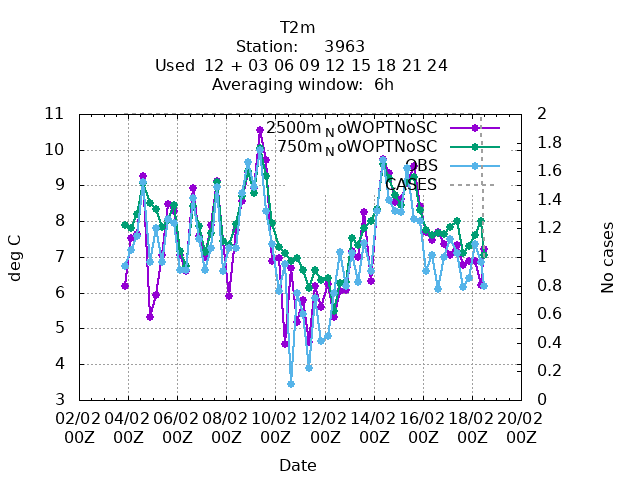 T2m
Station:     3963
Used  12 + 03 06 09 12 15 18 21 24
Averaging window:  6h
11
10
9
8
7
6
5
4
3
deg C
2500m_NoWOPTNoSC
750m_NoWOPTNoSC
OBS
CASES
2
1.8
1.6
1.4
1.2
1
0.8
0.6
0.4
0.2
0
No cases
02/02 04/02 06/02 08/02 10/02 12/02 14/02 16/02 18/02 20/02
00Z 00Z 00Z 00Z 00Z 00Z 00Z 00Z 00Z 00Z
Date